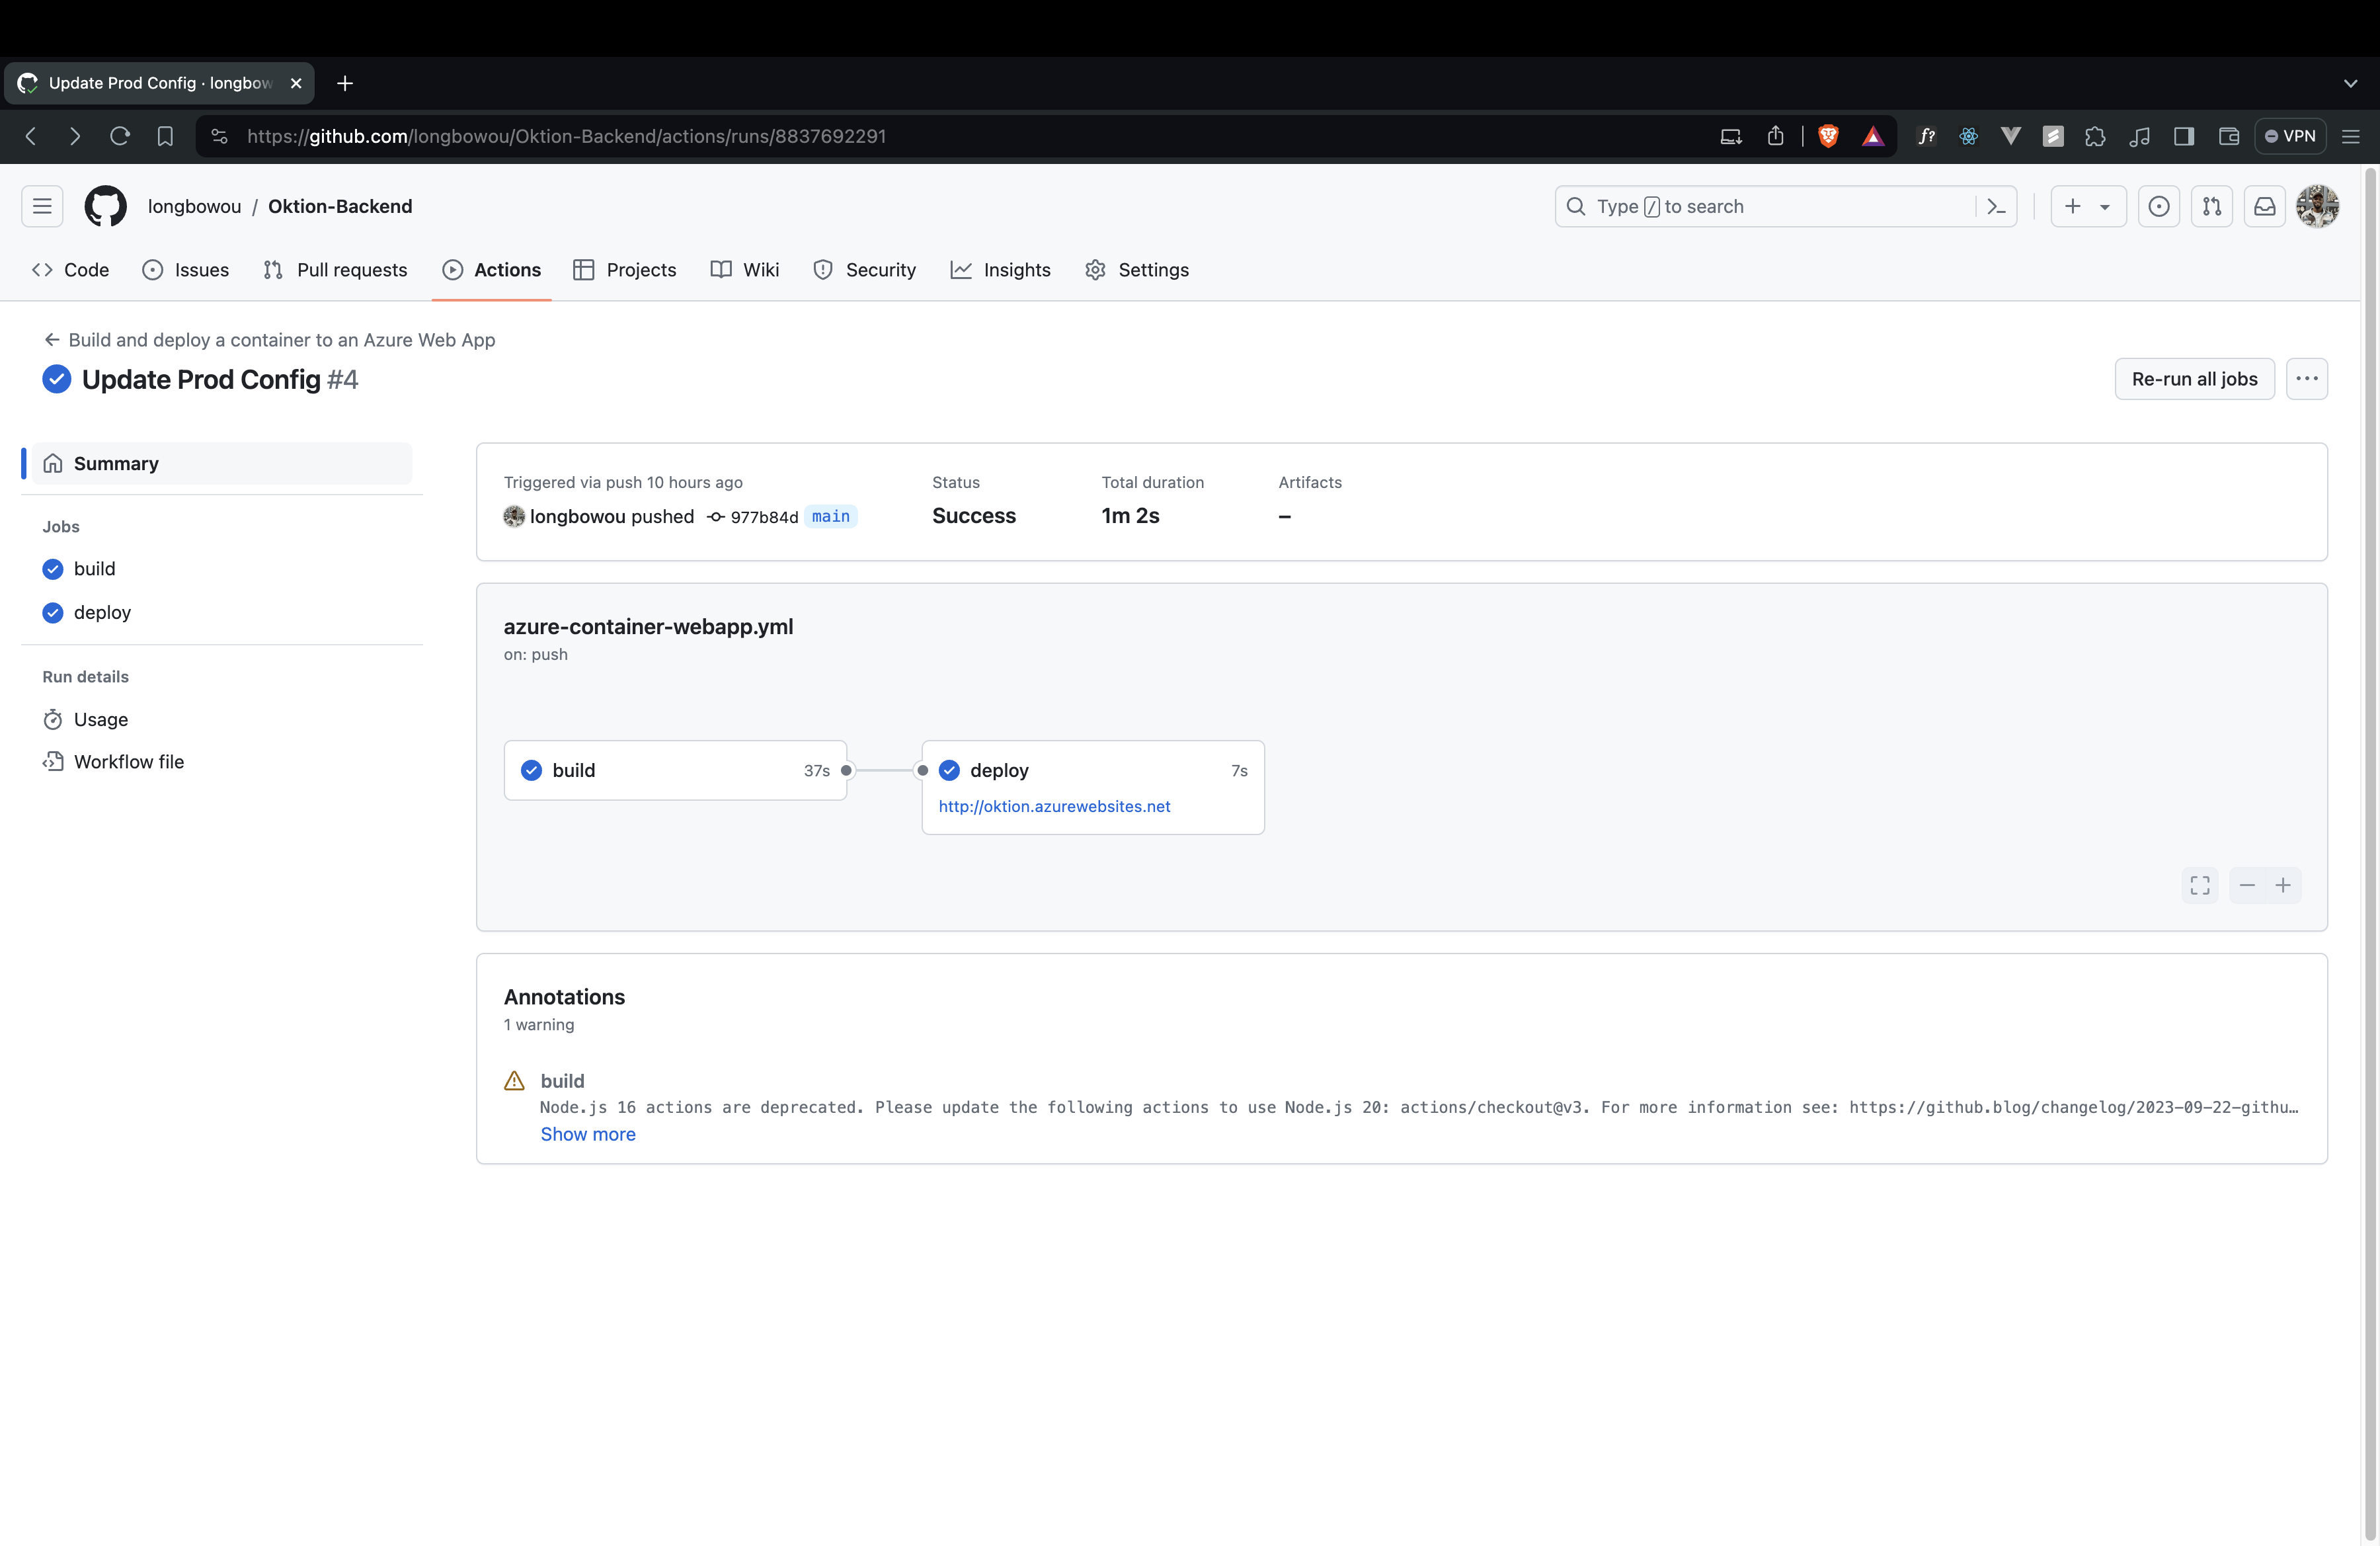 Update Prod Config · longbow
https://github.com/longbowou/Oktion-Backend/actions/runs/8837692291
f?
VPN
longbowou / Oktion-Backend
Type / to search
Code Issues Pull requests Actions Projects Wiki Security Insights Settings
Build and deploy a container to an Azure Web App
Update Prod Config #4
Re-run all jobs
Summary
Jobs
build
deploy
Run details
Usage
Workflow file
Triggered via push 10 hours ago
longbowou pushed 977b84d main
Status
Success
Total duration
1m 2s
Artifacts
–
azure-container-webapp.yml
on: push
build 37s
deploy 7s
http://oktion.azurewebsites.net
Annotations
1 warning
build
Node.js 16 actions are deprecated. Please update the following actions to use Node.js 20: actions/checkout@v3. For more information see: https://github.blog/changelog/2023-09-22-githu…
Show more